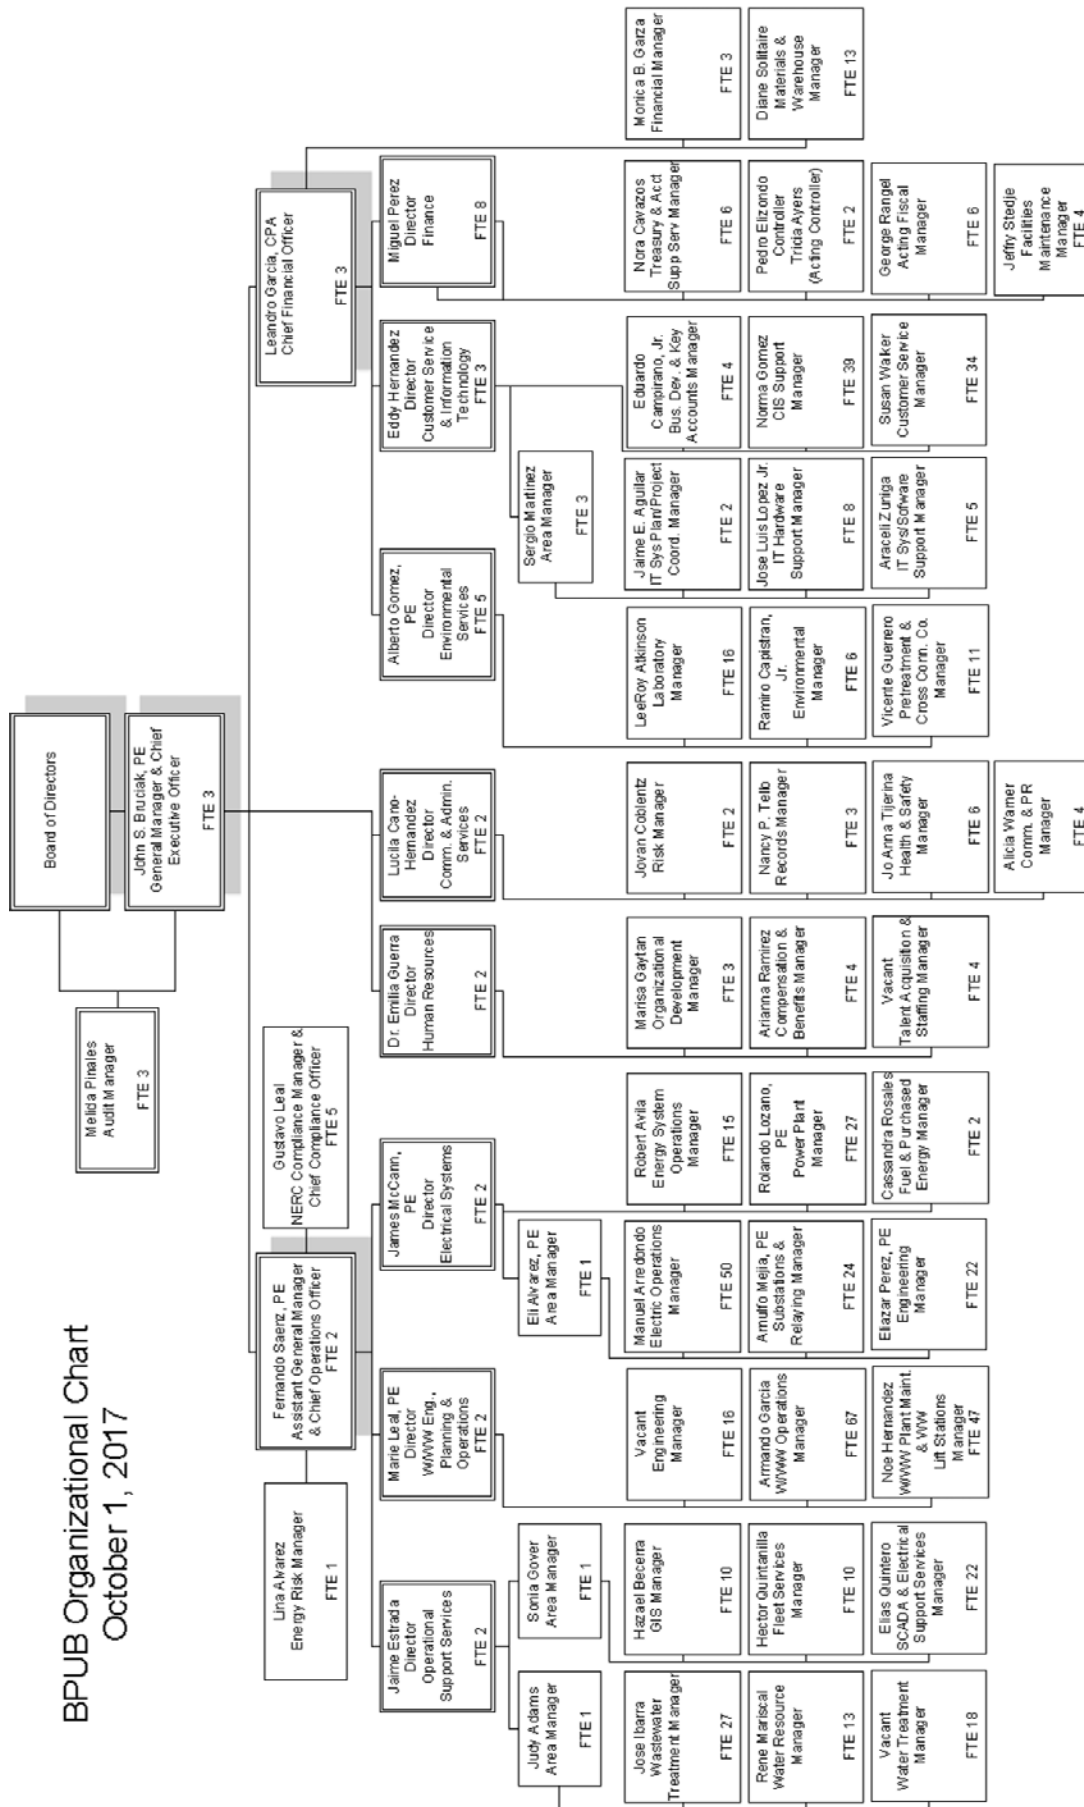 BPUB Organizational Chart
October 1, 2017
Board of Directors
John S. Bruciak, PE
General Manager & Chief
Executive Officer
FTE 3
Melida Pinales
Audit Manager
FTE 3
Lina Alvarez
Energy Risk Manager
FTE 1
Fernando Saenz, PE
Assistant General Manager
& Chief Operations Officer
FTE 2
Gustavo Leal
NERC Compliance Manager &
Chief Compliance Officer
FTE 5
Leandro Garcia, CPA
Chief Financial Officer
FTE 3
Jaime Estrada
Director
Operational
Support Services
FTE 2
Marie Leal, PE
Director
W/WW Eng.,
Planning &
Operations
FTE 2
James McCann,
PE
Director
Electrical Systems
FTE 2
Dr. Emilia Guerra
Director
Human Resources
FTE 2
Lucila Cano-
Hernandez
Director
Comm. & Admin.
Services
FTE 2
Alberto Gomez,
PE
Director
Environmental
Services
FTE 5
Eddy Hernandez
Director
Customer Service
& Information
Technology
FTE 3
Miguel Perez
Director
Finance
FTE 8
Judy Adams
Area Manager
FTE 1
Sonia Gover
Area Manager
FTE 1
Eli Alvarez, PE
Area Manager
FTE 1
Sergio Martinez
Area Manager
FTE 3
Jose Ibarra
Wastewater
Treatment Manager
FTE 27
Hazael Becerra
GIS Manager
FTE 10
Vacant
Engineering
Manager
FTE 16
Manuel Arredondo
Electric Operations
Manager
FTE 50
Robert Avila
Energy System
Operations
Manager
FTE 15
Marisa Gaytan
Organizational
Development
Manager
FTE 3
Jovan Coblentz
Risk Manager
FTE 2
LeeRoy Atkinson
Laboratory
Manager
FTE 16
Jaime E. Aguilar
IT Sys Plan/Project
Coord. Manager
FTE 2
Eduardo
Campirano, Jr.
Bus. Dev. & Key
Accounts Manager
FTE 4
Nora Cavazos
Treasury & Acct
Supp Serv Manager
FTE 6
Monica B. Garza
Financial Manager
FTE 3
Rene Mariscal
Water Resource
Manager
FTE 13
Hector Quintanilla
Fleet Services
Manager
FTE 10
Armando Garcia
W/WW Operations
Manager
FTE 67
Arnulfo Mejia, PE
Substations &
Relaying Manager
FTE 24
Rolando Lozano,
PE
Power Plant
Manager
FTE 27
Arianna Ramirez
Compensation &
Benefits Manager
FTE 4
Nancy P. Tello
Records Manager
FTE 3
Ramiro Capistran,
Jr.
Environmental
Manager
FTE 6
Jose Luis Lopez Jr.
IT Hardware
Support Manager
FTE 8
Norma Gomez
CIS Support
Manager
FTE 39
Pedro Elizondo
Controller
Tricia Ayers
(Acting Controller)
FTE 2
Diane Solitaire
Materials &
Warehouse
Manager
FTE 13
Vacant
Water Treatment
Manager
FTE 18
Elias Quintero
SCADA & Electrical
Support Services
Manager
FTE 22
Noe Hernandez
W/WW Plant Maint.
& WW
Lift Stations
Manager
FTE 47
Eliazar Perez, PE
Engineering
Manager
FTE 22
Cassandra Rosales
Fuel & Purchased
Energy Manager
FTE 2
Vacant
Talent Acquisition &
Staffing Manager
FTE 4
Jo Anna Tijerina
Health & Safety
Manager
FTE 6
Vicente Guerrero
Pretreatment &
Cross Conn. Co.
Manager
FTE 11
Araceli Zuniga
IT Sys/Sofware
Support Manager
FTE 5
Susan Walker
Customer Service
Manager
FTE 34
George Rangel
Acting Fiscal
Manager
FTE 6
Alicia Warner
Comm. & PR
Manager
FTE 4
Jeffry Stedje
Facilities
Maintenance
Manager
FTE 4